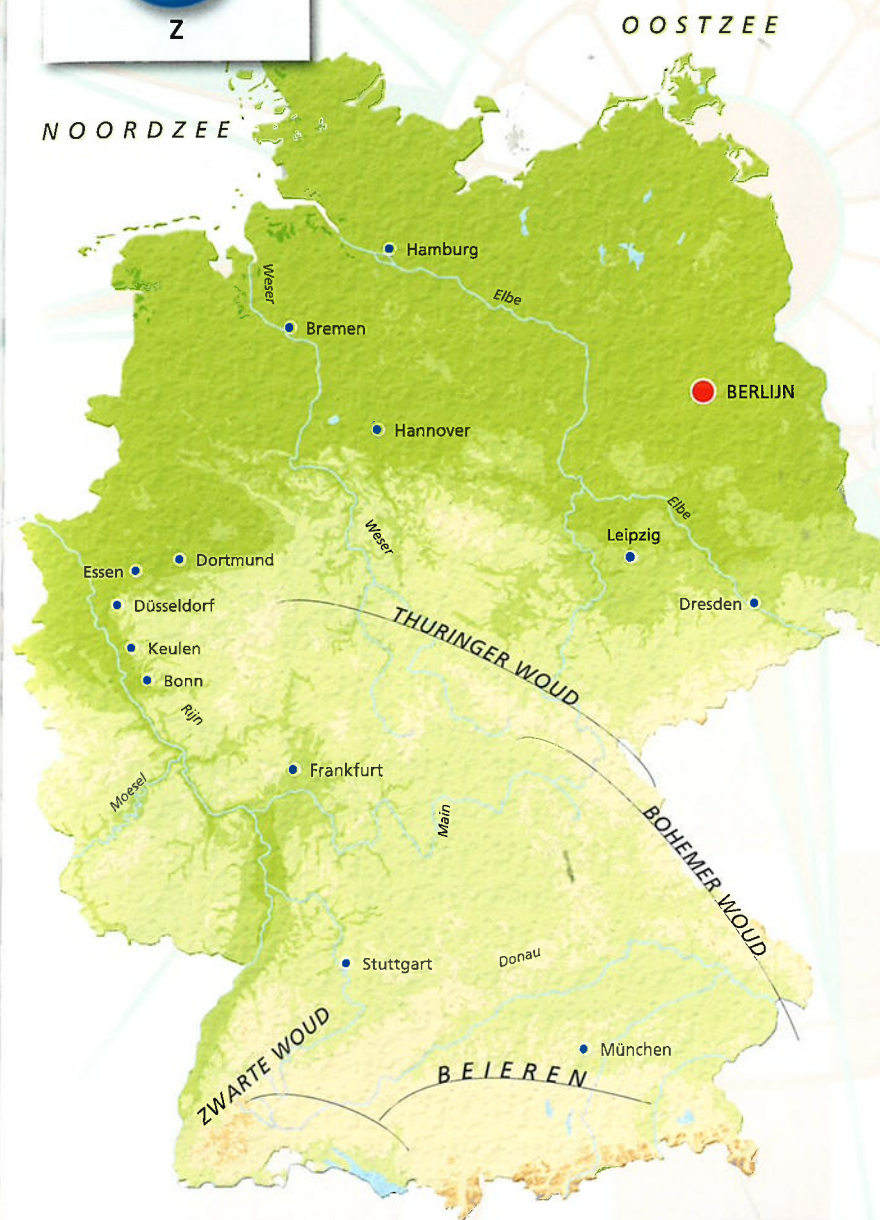 Z
OOSTZEE
NOORDZEE
Hamburg
Weser
Elbe
Bremen
BERLIJN
Hannover
Elbe
Weser
Leipzig
Dortmund
Essen
Düsseldorf
Dresden
THURINGER WOUD
Keulen
Bonn
Rijn
Frankfurt
Moesel
Main
BOHEMER WOUD
Stuttgart
Donau
ZWARTE WOUD
München
BEIEREN